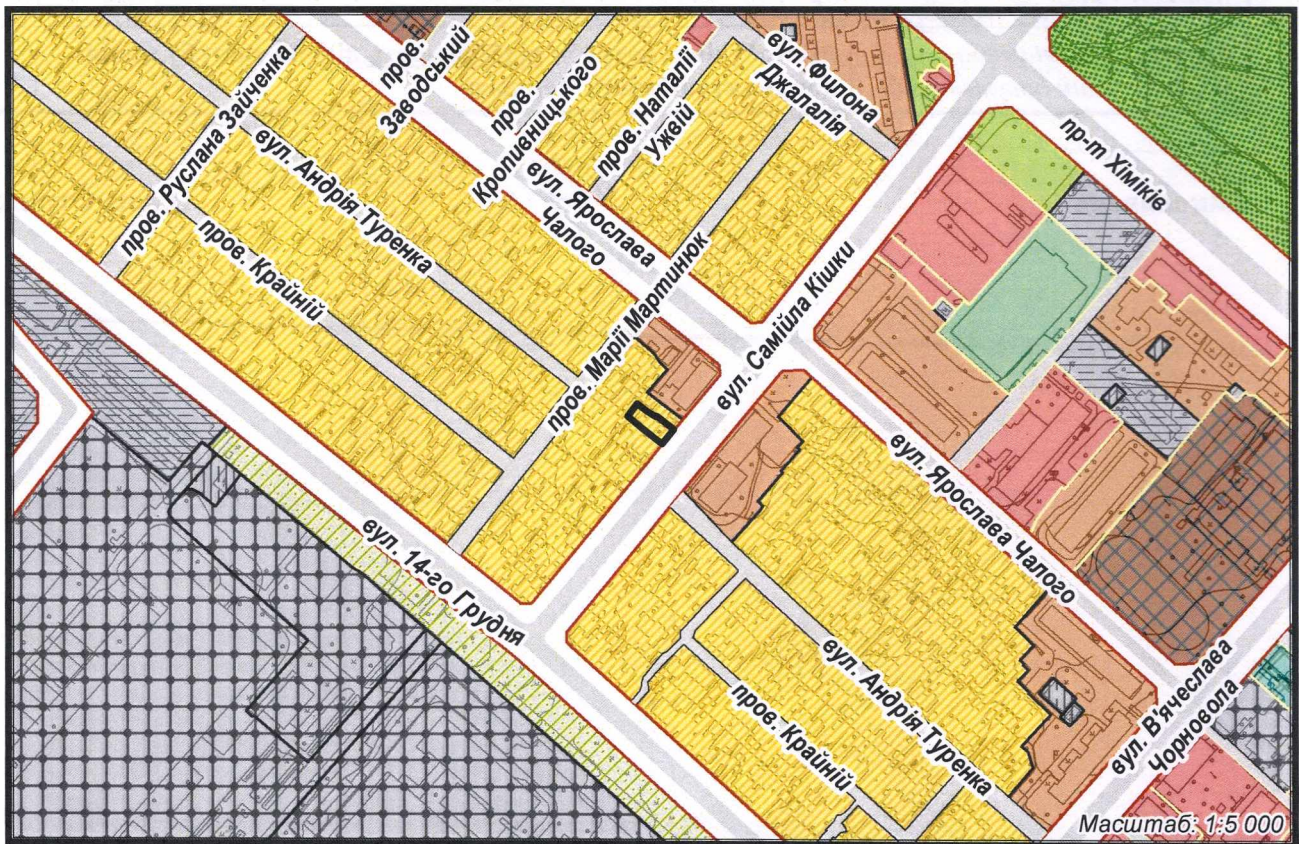 пров.
Заводський
пров. Руслана Зайченка
вул. Андрія Туренка
пров. Крайній
пров.
Кропивницького
пров. Наталії
Ужвій
вул. Филона
Джапалія
вул. Ярослава
Чалого
пров. Марії Мартинюк
вул. Самійла Кішки
пр-т Хіміків
вул. Ярослава Чалого
вул. 14-го Грудня
вул. Андрія Туренка
пров. Крайній
вул. В'ячеслава
Чорновола
Масштаб: 1:5 000